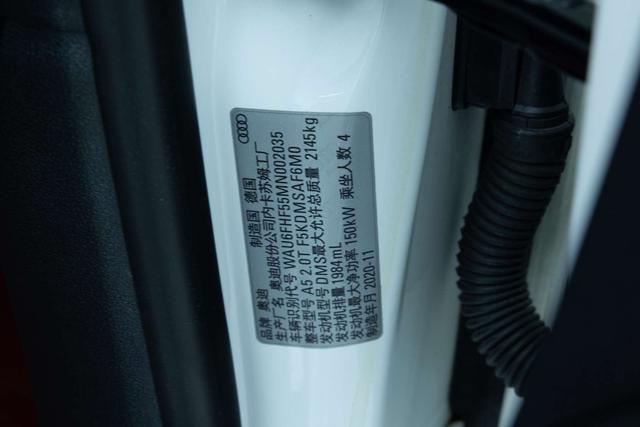 品牌 奥迪 制造国 德国
生产厂名 奥迪股份公司内卡苏姆工厂
车辆识别代号 WAU6FHF55MN002035
整车型号 A5 2.0T F5KDMSAF6M0
发动机型号 DMS 最大允许总质量 2145kg
发动机排量 1984mL
发动机最大净功率 150kW 乘坐人数 4
制造年月 2020-11